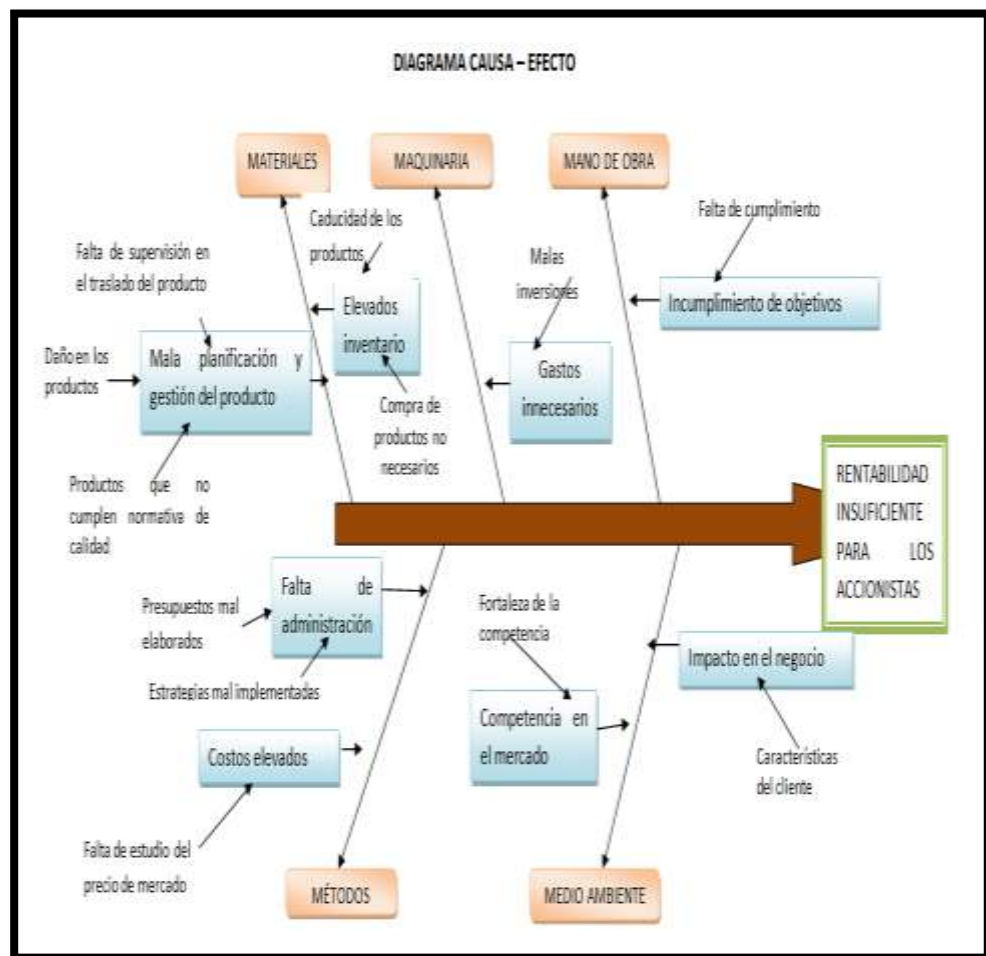 DIAGRAMA CAUSA – EFECTO
MATERIALES
MAQUINARIA
MANO DE OBRA
Falta de cumplimiento
Caducidad de los
productos
Falta de supervisión en
el traslado del producto
Malas
inversiones
Elevados
inventario
Incumplimiento de objetivos
Daño en los
productos
Mala planificación y
gestión del producto
Gastos
innecesarios
Compra de
productos no
necesarios
Productos que no
cumplen normativa de
calidad
RENTABILIDAD
INSUFICIENTE
PARA LOS
ACCIONISTAS
Falta de
administración
Presupuestos mal
elaborados
Estrategias mal implementadas
Fortaleza de la
competencia
Impacto en el negocio
Competencia en
el mercado
Costos elevados
Características
del cliente
Falta de estudio del
precio de mercado
MÉTODOS
MEDIO AMBIENTE